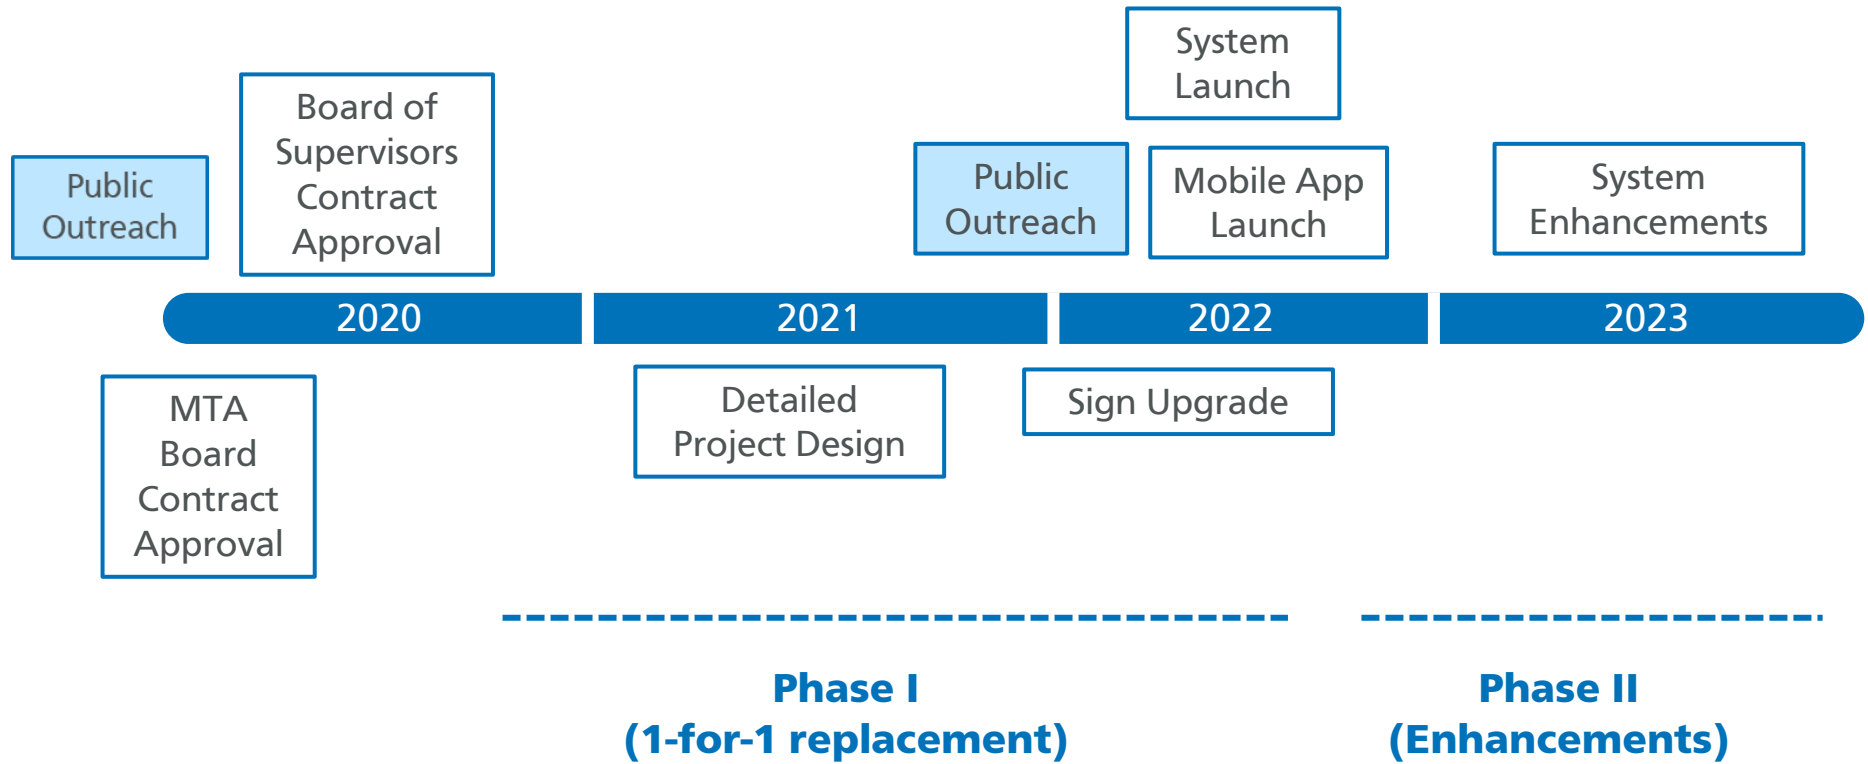 System
Launch
Board of
Supervisors
Contract
Approval
Public
Outreach
Public
Outreach
Mobile App
Launch
System
Enhancements
2020
2021
2022
2023
MTA
Board
Contract
Approval
Detailed
Project Design
Sign Upgrade
Phase I
(1-for-1 replacement)
Phase II
(Enhancements)